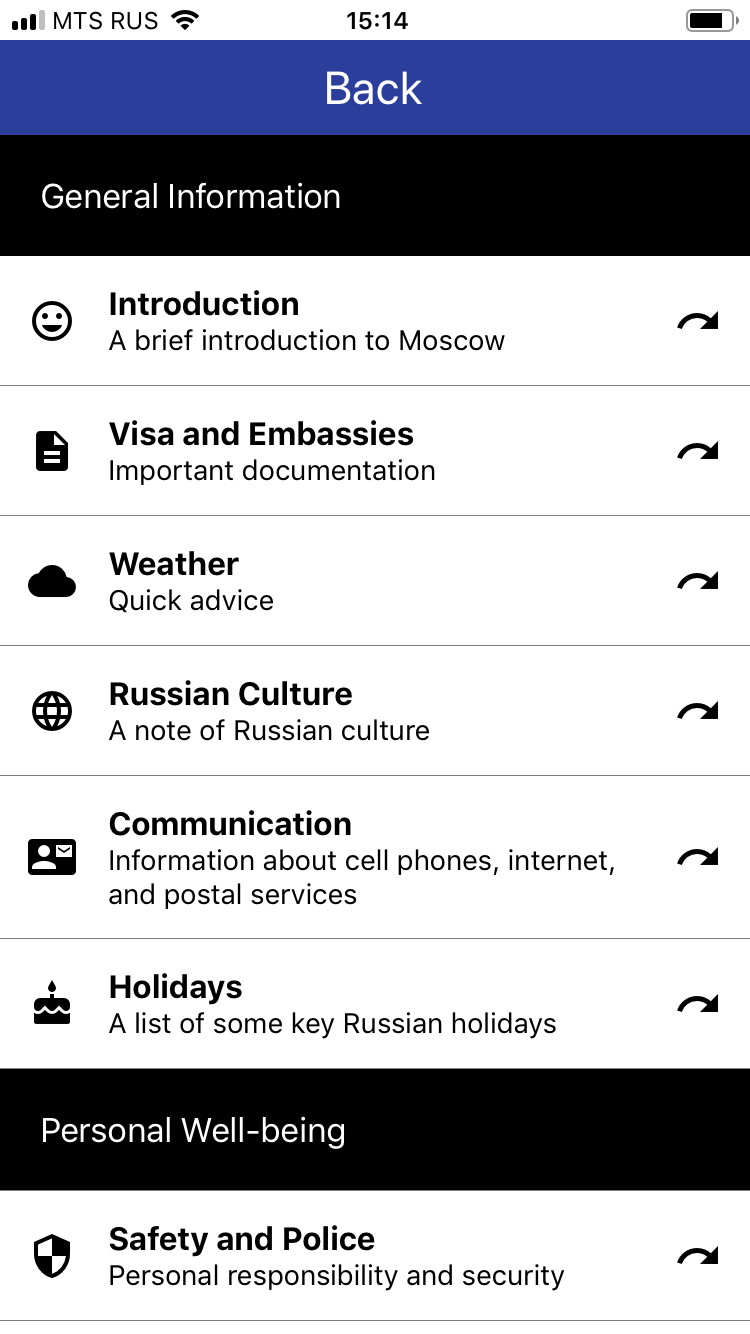 MTS RUS 15:14
Back
General Information
Introduction
A brief introduction to Moscow
Visa and Embassies
Important documentation
Weather
Quick advice
Russian Culture
A note of Russian culture
Communication
Information about cell phones, internet,
and postal services
Holidays
A list of some key Russian holidays
Personal Well-being
Safety and Police
Personal responsibility and security